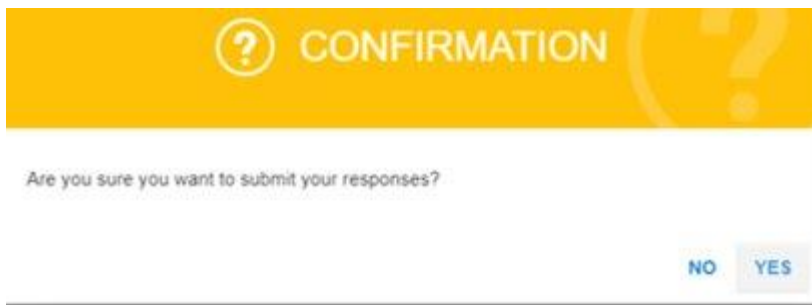 ? CONFIRMATION ?
Are you sure you want to submit your responses?
NO YES